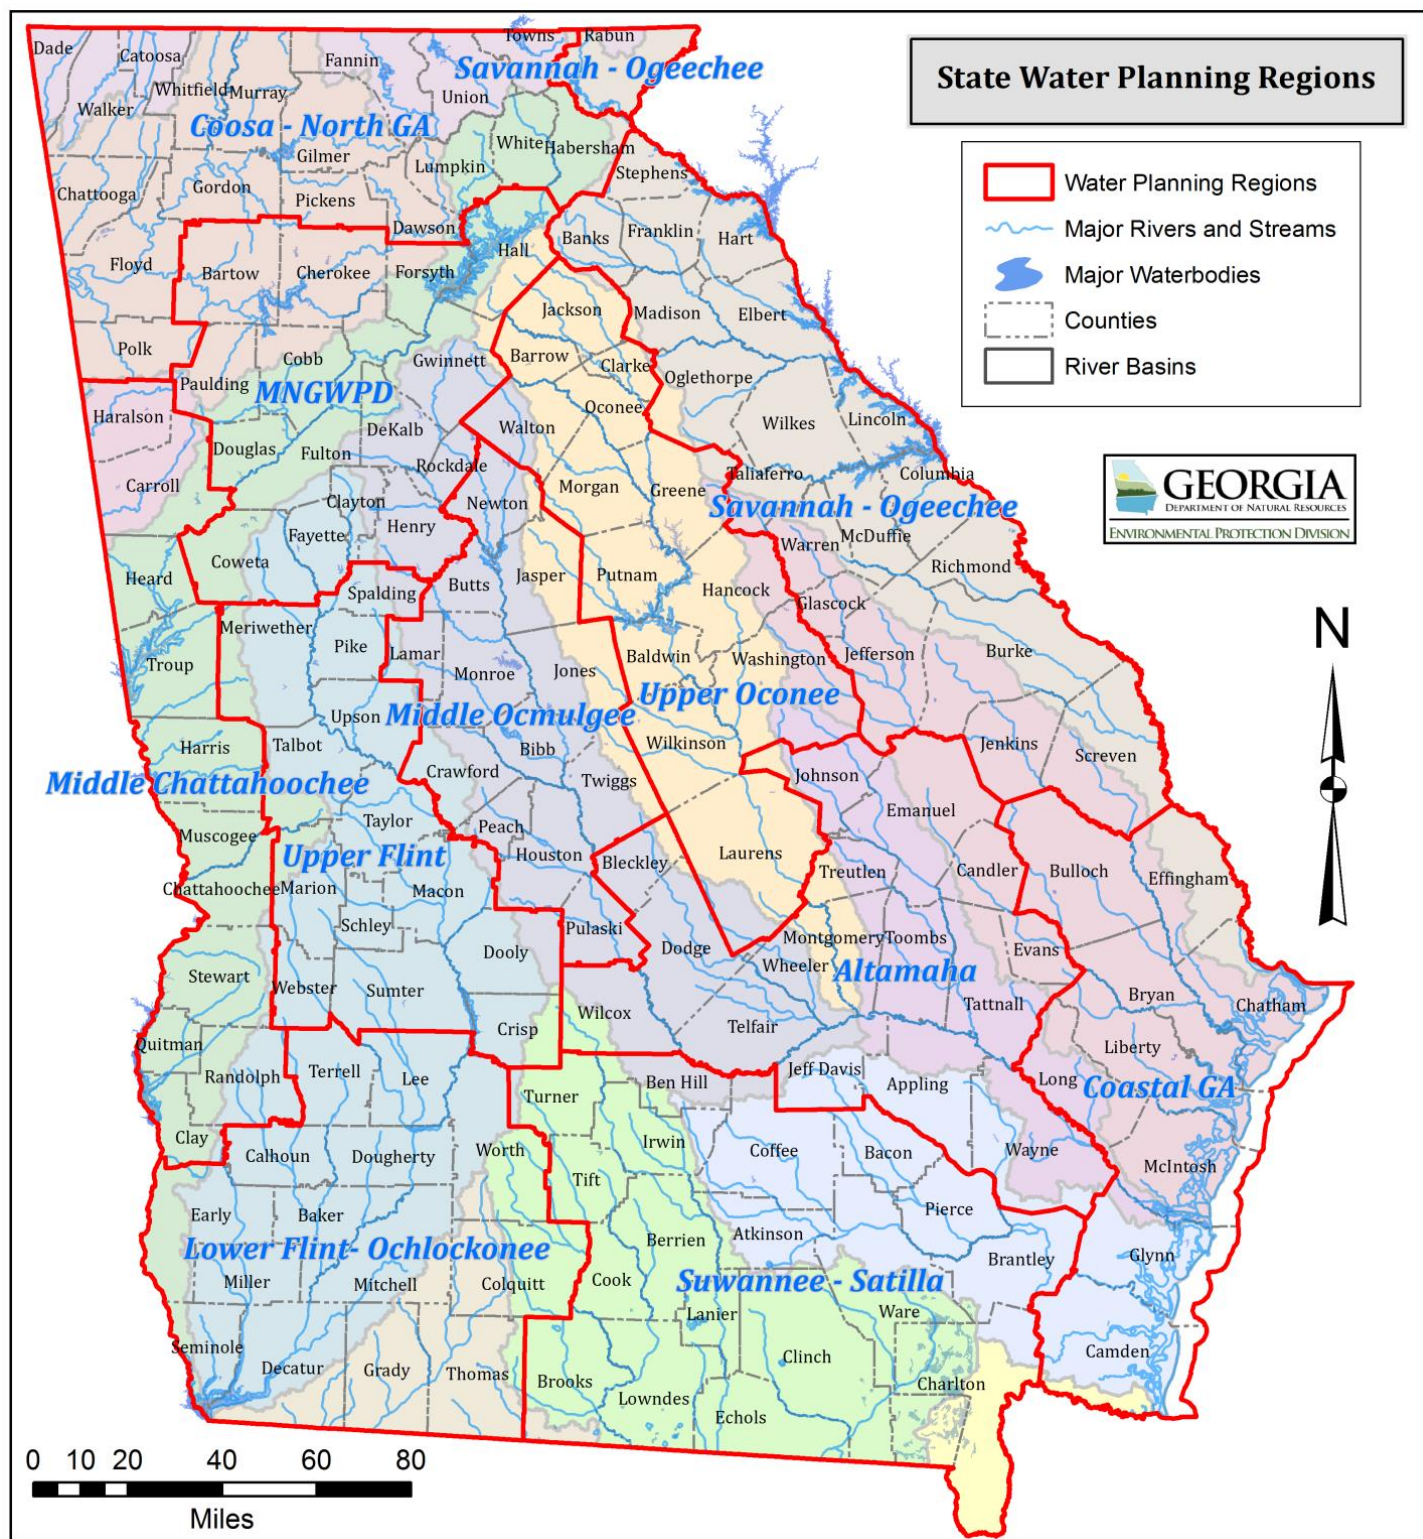 State Water Planning Regions
Water Planning Regions
Major Rivers and Streams
Major Waterbodies
Counties
River Basins
GEORGIA
DEPARTMENT OF NATURAL RESOURCES
ENVIRONMENTAL PROTECTION DIVISION
N
Dade
Catoosa
Fannin
Towns
Rabun
Savannah - Ogeechee
Walker
Whitfield
Murray
Union
Coosa - North GA
Gilmer
White
Habersham
Lumpkin
Stephens
Chattooga
Gordon
Pickens
Dawson
Franklin
Hart
Banks
Hall
Floyd
Bartow
Cherokee
Forsyth
Jackson
Madison
Elbert
Polk
Cobb
Gwinnett
Barrow
Clarke
Oglethorpe
Paulding
MNGWPD
Oconee
Haralson
DeKalb
Walton
Wilkes
Lincoln
Douglas
Fulton
Rockdale
Taliaferro
Columbia
Carroll
Clayton
Newton
Morgan
Greene
Savannah - Ogeechee
Fayette
Henry
Warren
McDuffie
Coweta
Heard
Butts
Jasper
Putnam
Hancock
Richmond
Spalding
Glascock
Meriwether
Pike
Lamar
Troup
Monroe
Jones
Baldwin
Washington
Jefferson
Burke
Upper Oconee
Upson
Middle Ocmulgee
Harris
Talbot
Bibb
Wilkinson
Jenkins
Screven
Middle Chattahoochee
Crawford
Twiggs
Johnson
Emanuel
Taylor
Peach
Muscogee
Upper Flint
Houston
Bleckley
Laurens
Treutlen
Candler
Bulloch
Effingham
Chattahoochee
Marion
Macon
Schley
Pulaski
Dodge
Montgomery
Toombs
Evans
Dooly
Wheeler
Altamaha
Stewart
Webster
Sumter
Tattnall
Bryan
Chatham
Wilcox
Telfair
Crisp
Quitman
Liberty
Randolph
Terrell
Lee
Jeff Davis
Ben Hill
Appling
Long
Coastal GA
Turner
Clay
Calhoun
Dougherty
Worth
Irwin
Coffee
Bacon
Wayne
McIntosh
Tift
Early
Baker
Pierce
Atkinson
Berrien
Lower Flint- Ochlockonee
Brantley
Glynn
Miller
Mitchell
Colquitt
Cook
Suwannee - Satilla
Lanier
Ware
Seminole
Decatur
Grady
Thomas
Brooks
Clinch
Camden
Lowndes
Charlton
Echols
0 10 20 40 60 80
Miles